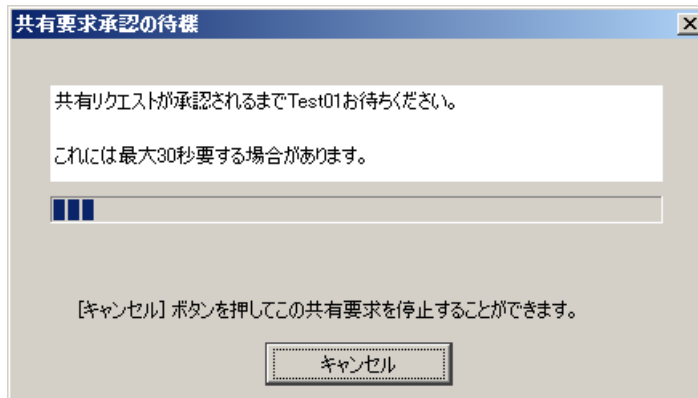 共有要求承認の待機
共有リクエストが承認されるまでTest01お待ちください。
これには最大30秒要する場合があります。
[キャンセル] ボタンを押してこの共有要求を停止することができます。
キャンセル